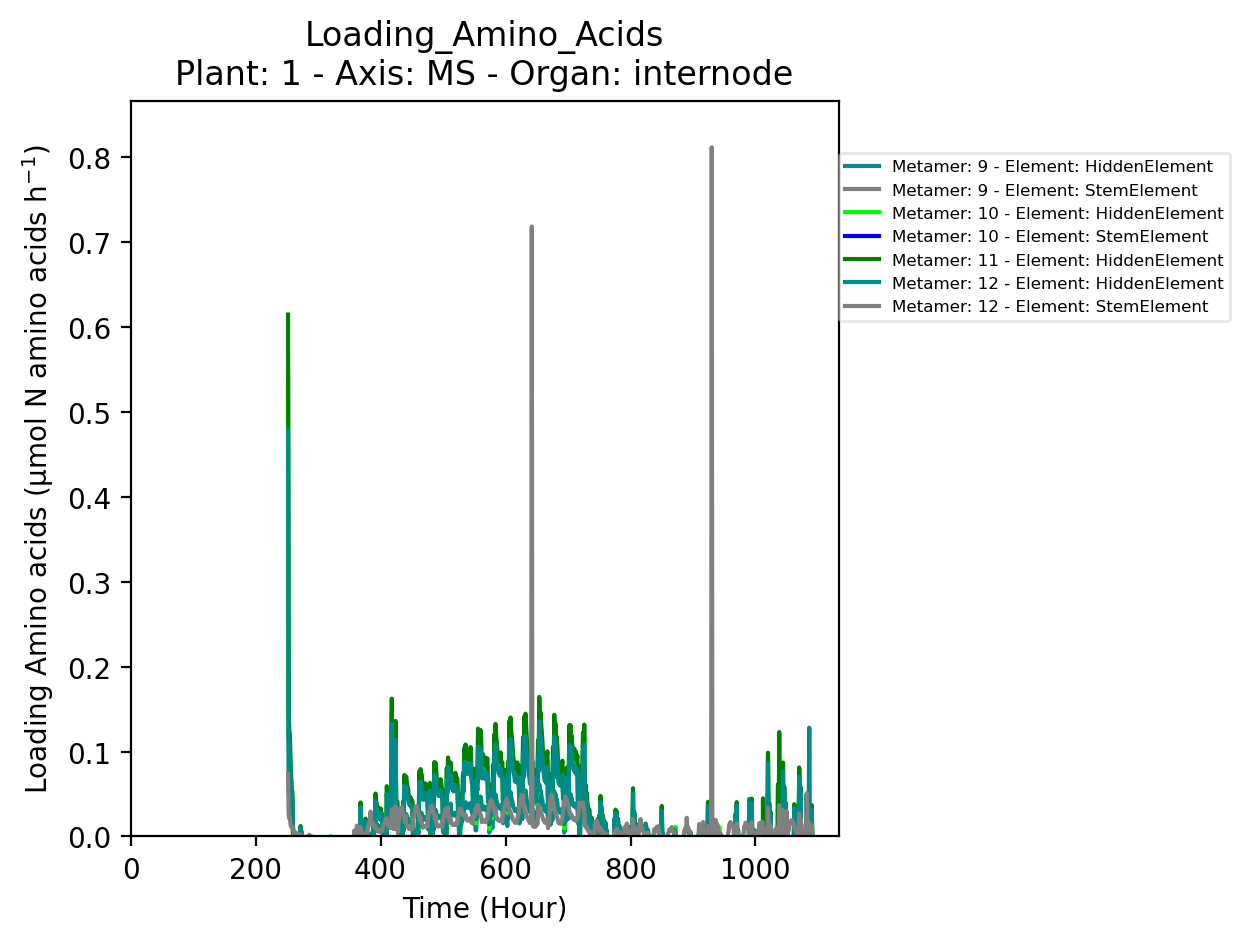 Loading_Amino_Acids
Plant: 1 - Axis: MS - Organ: internode
Loading Amino acids (µmol N amino acids h⁻¹)
0.8
0.7
0.6
0.5
0.4
0.3
0.2
0.1
0.0
0
200
400
600
800
1000
Time (Hour)
Metamer: 9 - Element: HiddenElement
Metamer: 9 - Element: StemElement
Metamer: 10 - Element: HiddenElement
Metamer: 10 - Element: StemElement
Metamer: 11 - Element: HiddenElement
Metamer: 12 - Element: HiddenElement
Metamer: 12 - Element: StemElement